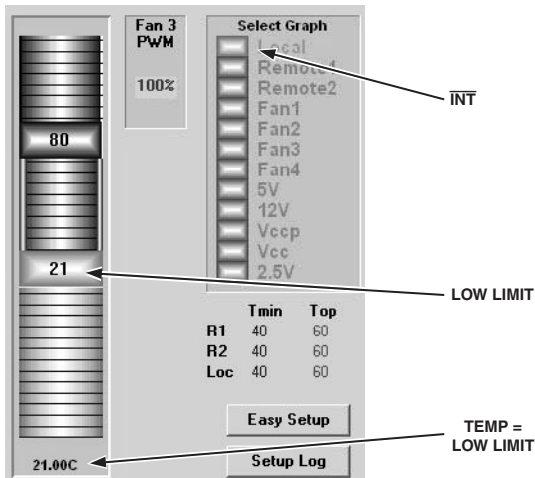 Fan 3
PWM
100%
80
21
21.00C
Select Graph
Local
Remote1
Remote2
Fan1
Fan2
Fan3
Fan4
5V
12V
Vccp
Vcc
2.5V
Tmin Top
R1 40 60
R2 40 60
Loc 40 60
Easy Setup
Setup Log
INT
LOW LIMIT
TEMP =
LOW LIMIT